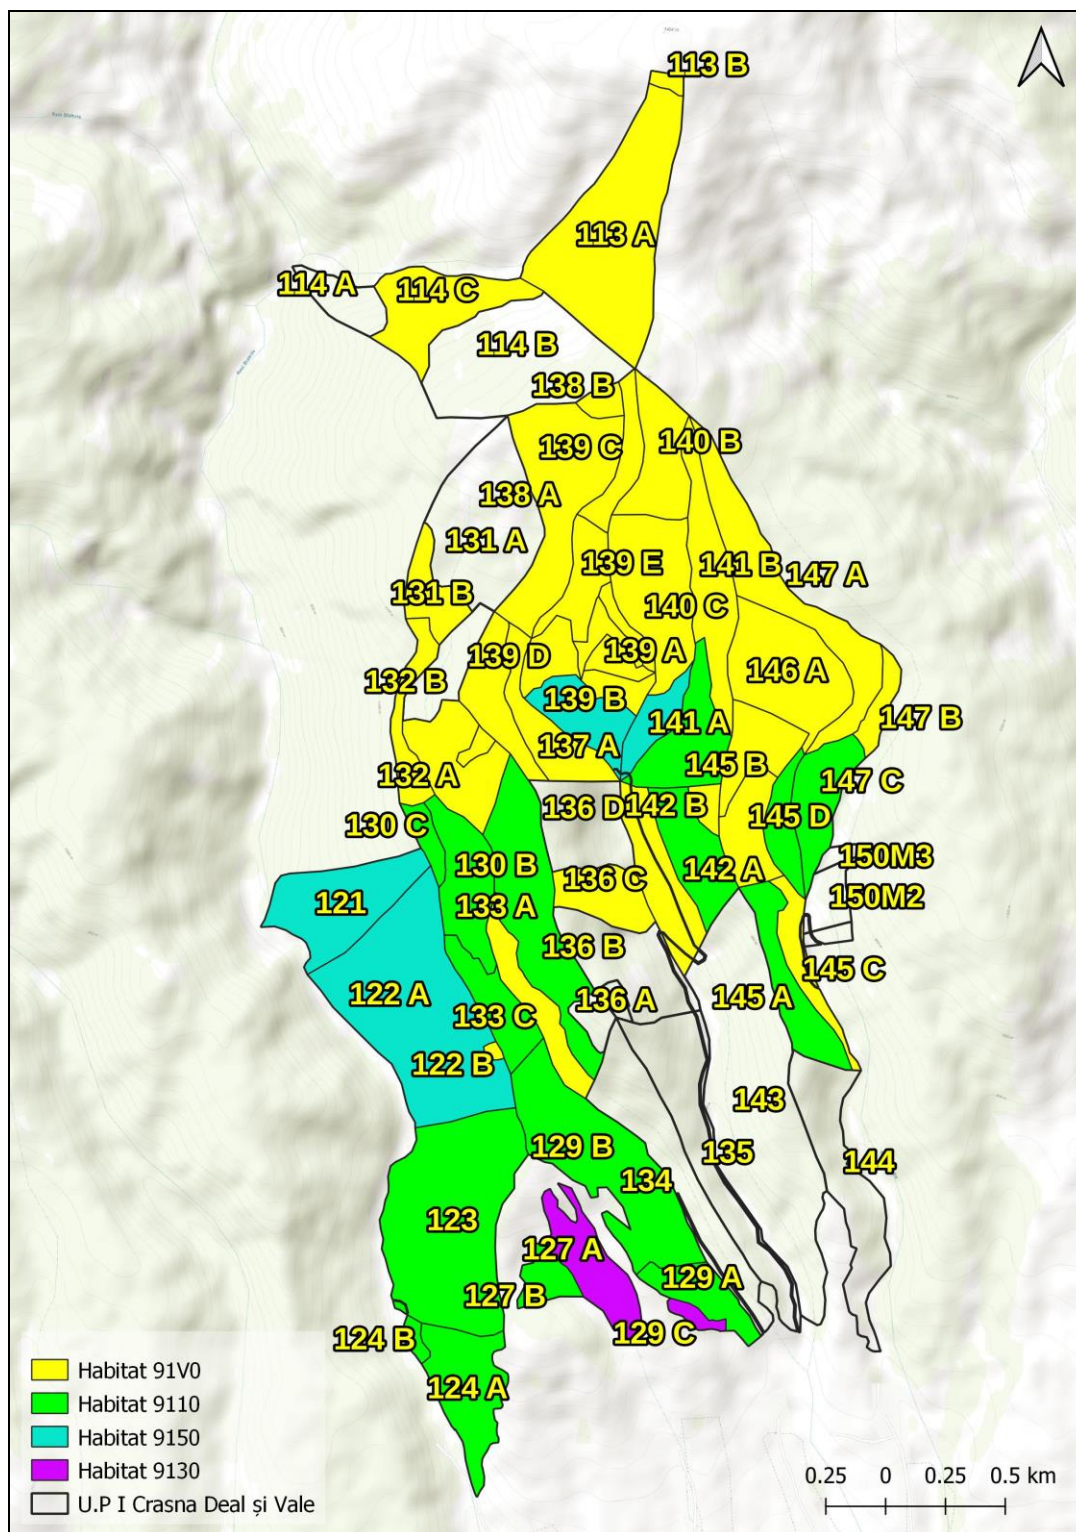 113 B
113 A
114 A
114 C
114 B
138 B
139 C
140 B
138 A
131 A
139 E
141 B
147 A
131 B
140 C
139 D
139 A
146 A
132 B
139 B
141 A
147 B
137 A
145 B
132 A
147 C
136 D
142 B
130 C
145 D
130 B
150M3
136 C
142 A
121
133 A
150M2
136 B
145 C
122 A
136 A
145 A
133 C
122 B
143
129 B
135
134
144
123
127 A
129 A
127 B
124 B
129 C
124 A
Habitat 91V0
Habitat 9110
Habitat 9150
Habitat 9130
U.P I Crasna Deal și Vale
0.25 0 0.25 0.5 km